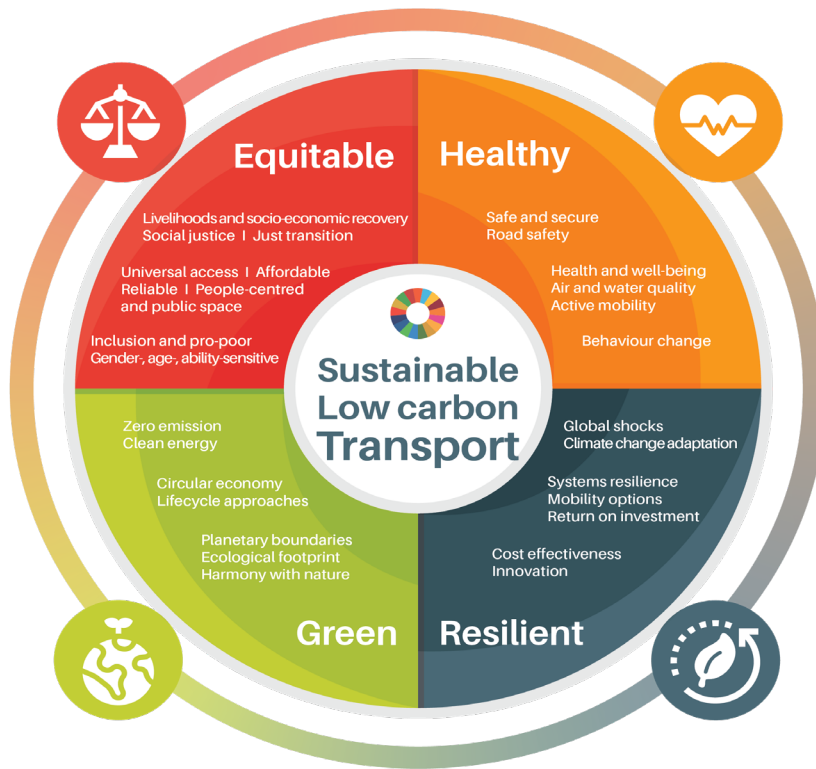 Equitable
Livelihoods and socio-economic recovery
Social justice I Just transition
Universal access I Affordable
Reliable I People-centred
and public space
Inclusion and pro-poor
Gender-, age-, ability-sensitive
Healthy
Safe and secure
Road safety
Health and well-being
Air and water quality
Active mobility
Behaviour change
Sustainable
Low carbon
Transport
Zero emission
Clean energy
Circular economy
Lifecycle approaches
Planetary boundaries
Ecological footprint
Harmony with nature
Green
Global shocks
Climate change adaptation
Systems resilience
Mobility options
Return on investment
Cost effectiveness
Innovation
Resilient